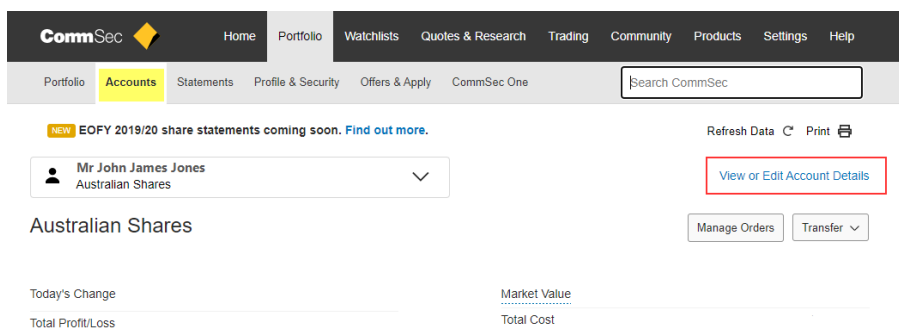 CommSec Home Portfolio Watchlists Quotes & Research Trading Community Products Settings Help
Portfolio Accounts Statements Profile & Security Offers & Apply CommSec One Search CommSec
NEW EOFY 2019/20 share statements coming soon. Find out more. Refresh Data Print
Mr John James Jones
Australian Shares
View or Edit Account Details
Australian Shares Manage Orders Transfer
Today's Change Market Value
Total Profit/Loss Total Cost